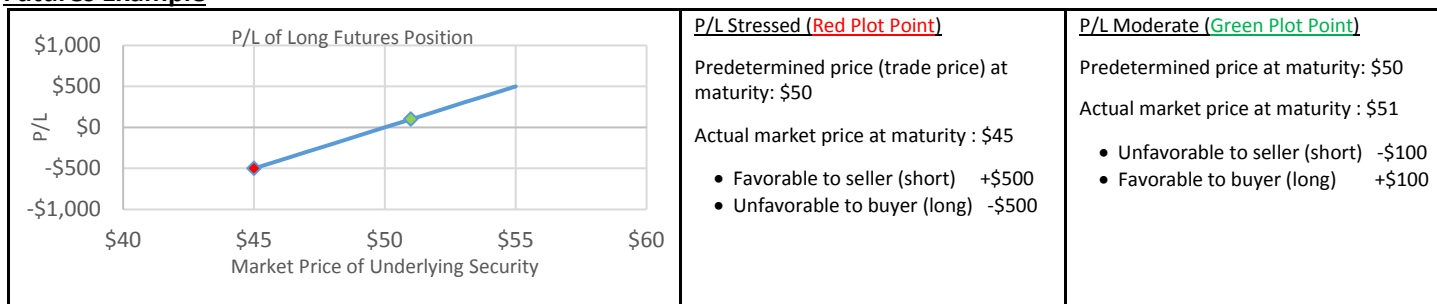 P/L of Long Futures Position
$1,000
$500
$0
-$500
-$1,000
P/L
$40 $45 $50 $55 $60
Market Price of Underlying Security
P/L Stressed (Red Plot Point)
Predetermined price (trade price) at
maturity: $50
Actual market price at maturity : $45
• Favorable to seller (short) +$500
• Unfavorable to buyer (long) -$500
P/L Moderate (Green Plot Point)
Predetermined price at maturity: $50
Actual market price at maturity : $51
• Unfavorable to seller (short) -$100
• Favorable to buyer (long) +$100